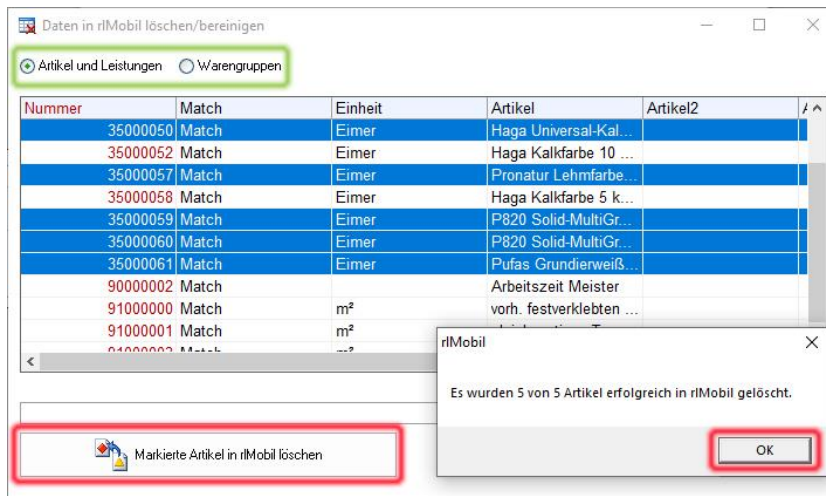 Daten in rlMobil löschen/bereinigen
Artikel und Leistungen Warengruppen
Nummer Match Einheit Artikel Artikel2
35000050 Match Eimer Haga Universal-Kal...
35000052 Match Eimer Haga Kalkfarbe 10 ...
35000057 Match Eimer Pronatur Lehmfarbe...
35000058 Match Eimer Haga Kalkfarbe 5 k...
35000059 Match Eimer P820 Solid-MultiGr...
35000060 Match Eimer P820 Solid-MultiGr...
35000061 Match Eimer Pufas Grundierweiß...
90000002 Match Arbeitszeit Meister
91000000 Match m² vorh. festverklebten ...
91000001 Match m²
rlMobil
Es wurden 5 von 5 Artikel erfolgreich in rlMobil gelöscht.
OK
Markierte Artikel in rlMobil löschen